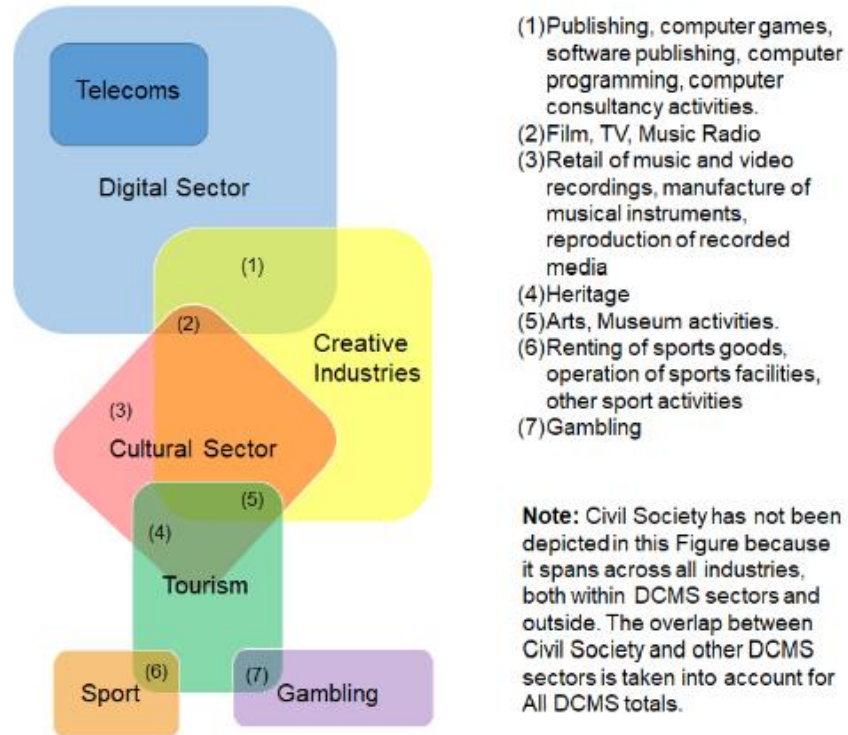 Telecoms
Digital Sector
(1)
(2)
Creative
Industries
(3)
Cultural Sector
(5)
(4)
Tourism
(6)
(7)
Sport
Gambling
(1)Publishing, computer games,
software publishing, computer
programming, computer
consultancy activities.
(2)Film, TV, Music Radio
(3)Retail of music and video
recordings, manufacture of
musical instruments,
reproduction of recorded
media
(4)Heritage
(5)Arts, Museum activities.
(6)Renting of sports goods,
operation of sports facilities,
other sport activities
(7)Gambling
Note: Civil Society has not been
depicted in this Figure because
it spans across all industries,
both within DCMS sectors and
outside. The overlap between
Civil Society and other DCMS
sectors is taken into account for
All DCMS totals.